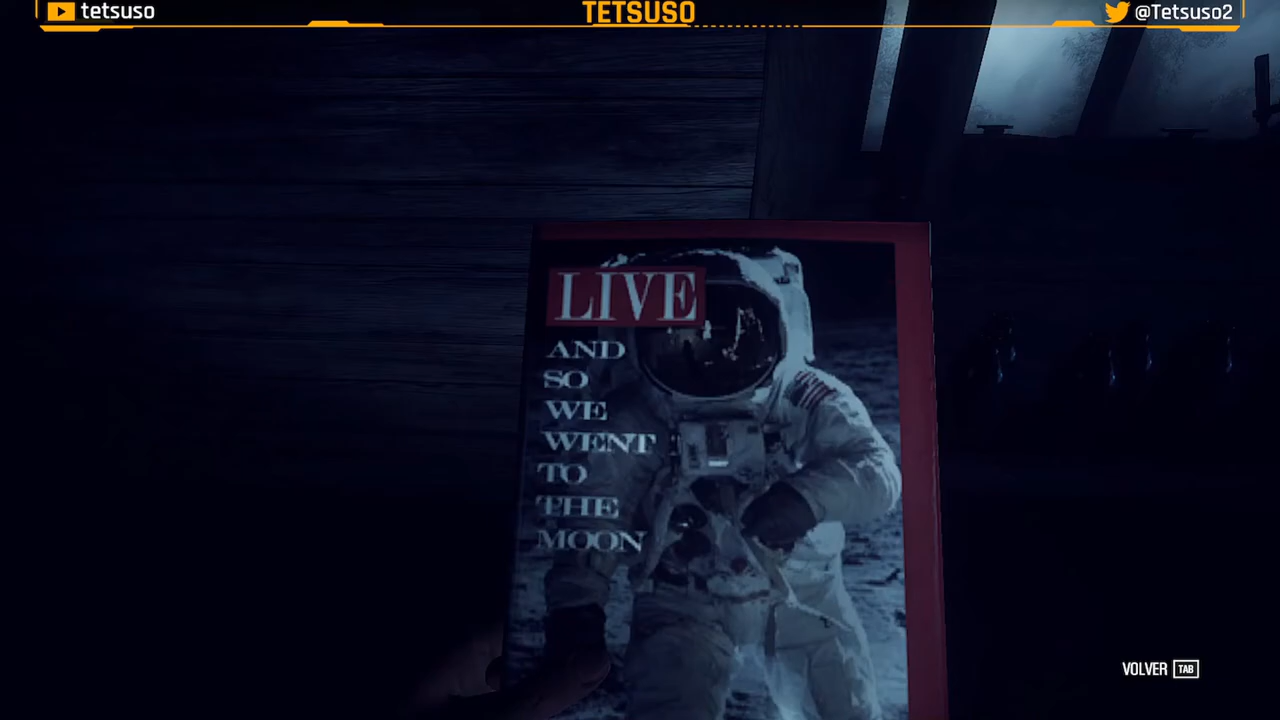 tetsuso
TETSUSO
@Tetsuso2
LIVE
AND
SO
WE
WENT
TO
THE
MOON
VOLVER TAB